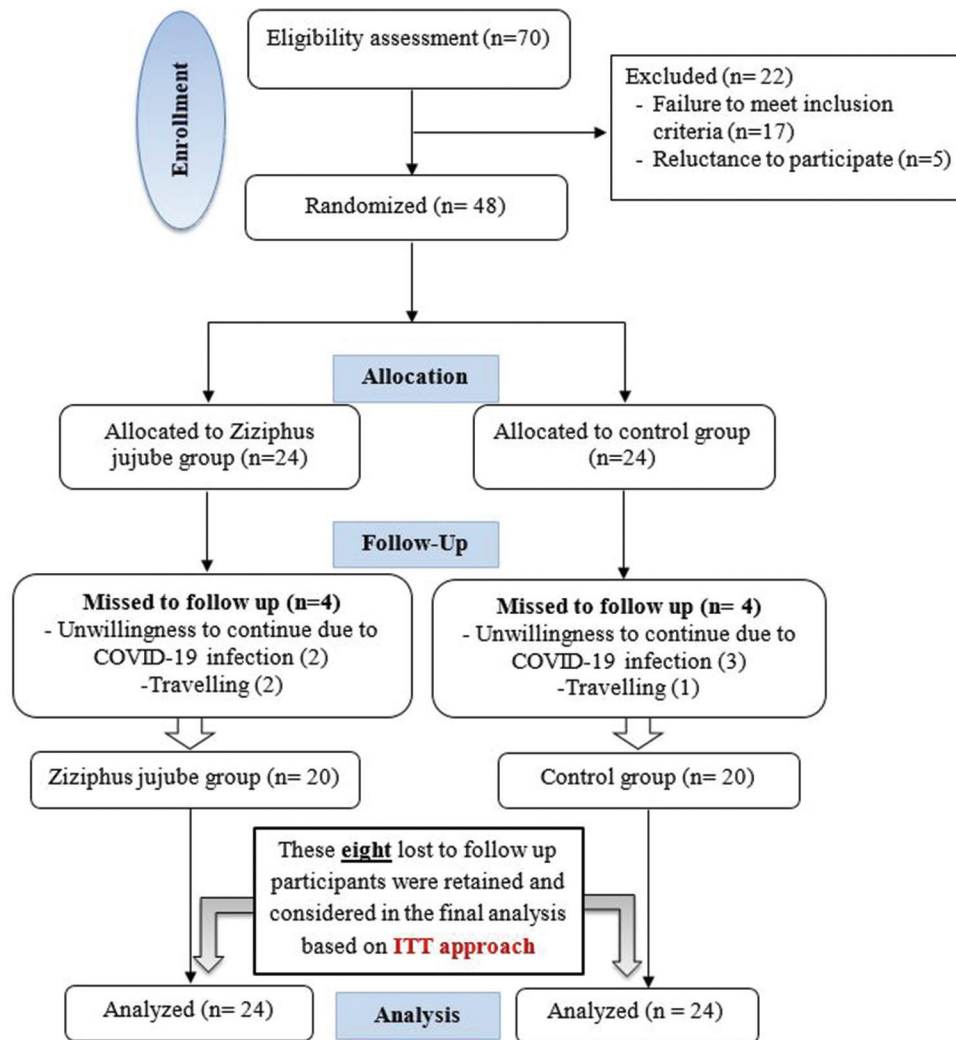 Eligibility assessment (n=70)
Enrollment
Excluded (n= 22)
- Failure to meet inclusion
criteria (n=17)
- Reluctance to participate (n=5)
Randomized (n= 48)
Allocation
Allocated to Ziziphus
jujube group (n=24)
Allocated to control group
(n=24)
Follow-Up
Missed to follow up (n=4)
- Unwillingness to continue due to
COVID-19 infection (2)
-Travelling (2)
Missed to follow up (n= 4)
- Unwillingness to continue due to
COVID-19 infection (3)
-Travelling (1)
Ziziphus jujube group (n= 20)
Control group (n= 20)
These eight lost to follow up
participants were retained and
considered in the final analysis
based on ITT approach
Analyzed (n= 24)
Analysis
Analyzed (n = 24)